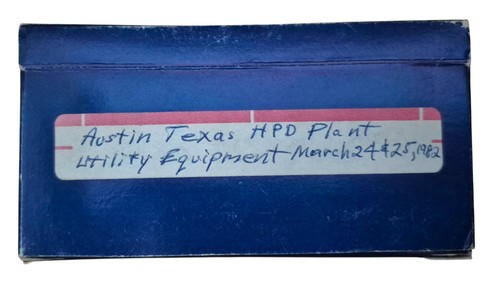 Austin Texas HPD Plant
Utility Equipment March 24 & 25, 1982